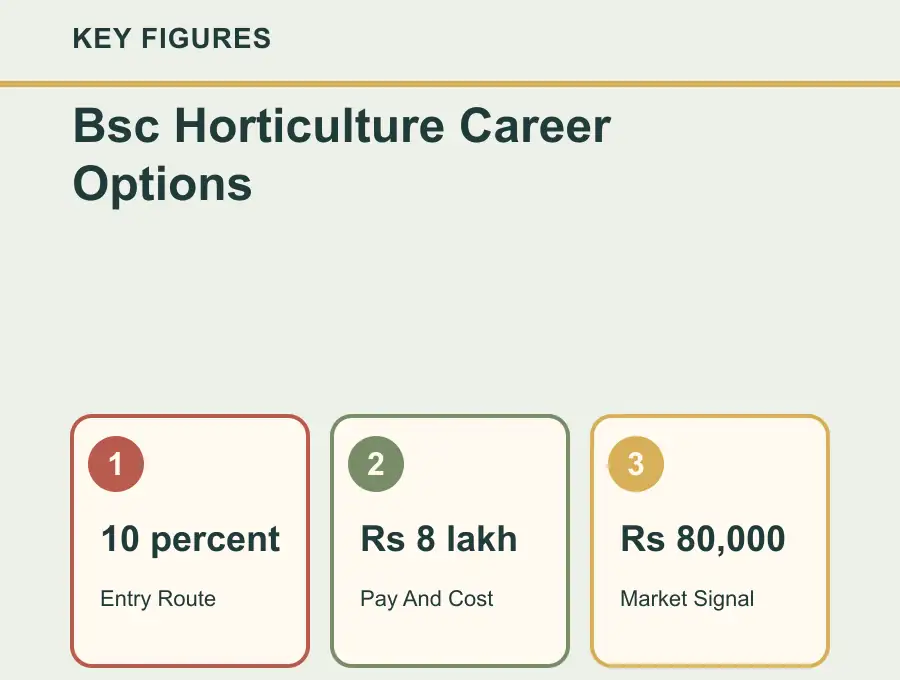 KEY FIGURES
Bsc Horticulture Career
Options
1
10 percent
Entry Route
2
Rs 8 lakh
Pay And Cost
3
Rs 80,000
Market Signal